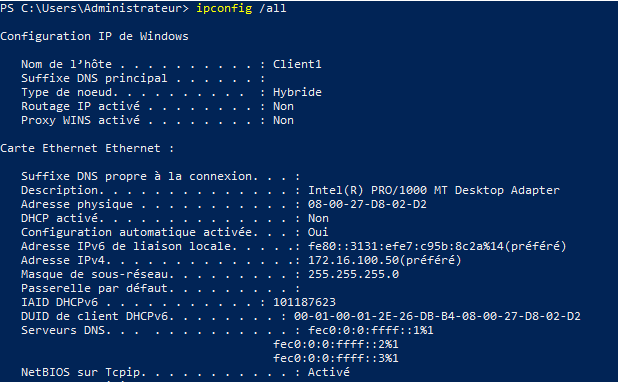 PS C:\Users\Administrateur> ipconfig /all
Configuration IP de Windows
Nom de l’hôte . . . . . . . . . . : Client1
Suffixe DNS principal . . . . . . :
Type de noeud. . . . . . . . . .  : Hybride
Routage IP activé . . . . . . . . : Non
Proxy WINS activé . . . . . . . . : Non
Carte Ethernet Ethernet :
Suffixe DNS propre à la connexion. . . :
Description. . . . . . . . . . . . . . : Intel(R) PRO/1000 MT Desktop Adapter
Adresse physique . . . . . . . . . . . : 08-00-27-D8-02-D2
DHCP activé. . . . . . . . . . . . . . : Non
Configuration automatique activée. . . : Oui
Adresse IPv6 de liaison locale. . . . .: fe80::3131:efe7:c95b:8c2a%14(préféré)
Adresse IPv4. . . . . . . . . . . . . .: 172.16.100.50(préféré)
Masque de sous-réseau. . . . . . . . . : 255.255.255.0
Passerelle par défaut. . . . . . . . . :
IAID DHCPv6 . . . . . . . . . . . : 101187623
DUID de client DHCPv6. . . . . . . . : 00-01-00-01-2E-26-DB-B4-08-00-27-D8-02-D2
Serveurs DNS. . .  . . . . . . . . . . : fec0:0:0:ffff::1%1
fec0:0:0:ffff::2%1
fec0:0:0:ffff::3%1
NetBIOS sur Tcpip. . . . . . . . . . . : Activé